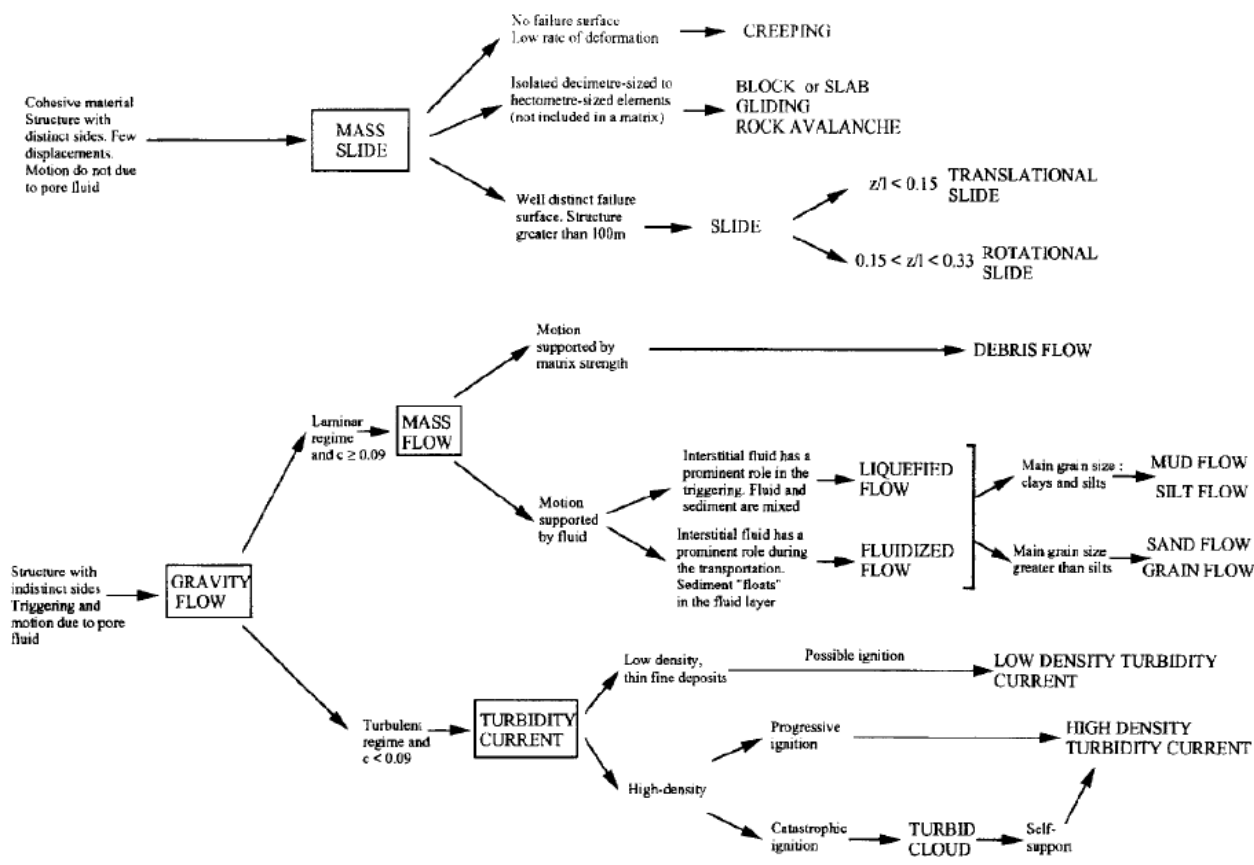 No failure surface
Low rate of deformation
CREEPING
Cohesive material
Structure with
distinct sides. Few
displacements.
Motion do not due
to pore fluid
MASS
SLIDE
Isolated decimetre-sized to
hectometre-sized elements
(not included in a matrix)
BLOCK or SLAB
GLIDING
ROCK AVALANCHE
Well distinct failure
surface. Structure
greater than 100m
SLIDE
z/l < 0.15 TRANSLATIONAL
SLIDE
0.15 < z/l < 0.33 ROTATIONAL
SLIDE
Motion
supported by
matrix strength
DEBRIS FLOW
Laminar
regime
and c ≥ 0.09
MASS
FLOW
Motion
supported
by fluid
Interstitial fluid has a
prominent role in the
triggering. Fluid and
sediment are mixed
LIQUEFIED
FLOW
Interstitial fluid has a
prominent role during
the transportation.
Sediment "floats"
in the fluid layer
FLUIDIZED
FLOW
Main grain size :
clays and silts
MUD FLOW
SILT FLOW
Main grain size
greater than silts
SAND FLOW
GRAIN FLOW
Structure with
indistinct sides
Triggering and
motion due to pore
fluid
GRAVITY
FLOW
Turbulent
regime and
c < 0.09
TURBIDITY
CURRENT
Low density,
thin fine deposits
Possible ignition
LOW DENSITY TURBIDITY
CURRENT
High-density
Progressive
ignition
HIGH DENSITY
TURBIDITY CURRENT
Catastrophic
ignition
TURBID
CLOUD
Self-
support